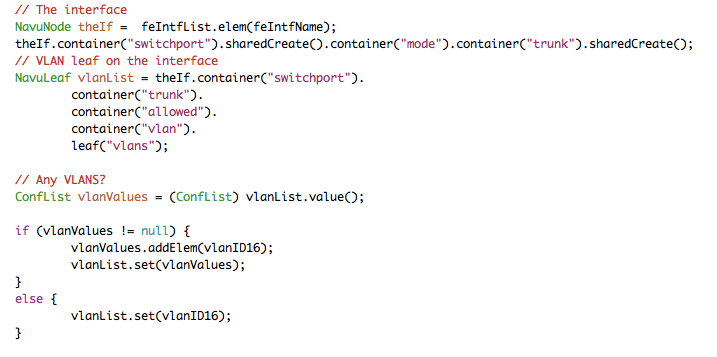 // The interface
NavuNode theIf =  feIntfList.elem(feIntfName);
theIf.container("switchport").sharedCreate().container("mode").container("trunk").sharedCreate();
// VLAN leaf on the interface
NavuLeaf vlanList = theIf.container("switchport").
        container("trunk").
        container("allowed").
        container("vlan").
        leaf("vlans");

// Any VLANS?
ConfList vlanValues = (ConfList) vlanList.value();

if (vlanValues != null) {
        vlanValues.addElem(vlanID16);
        vlanList.set(vlanValues);
}
else {
        vlanList.set(vlanID16);
}